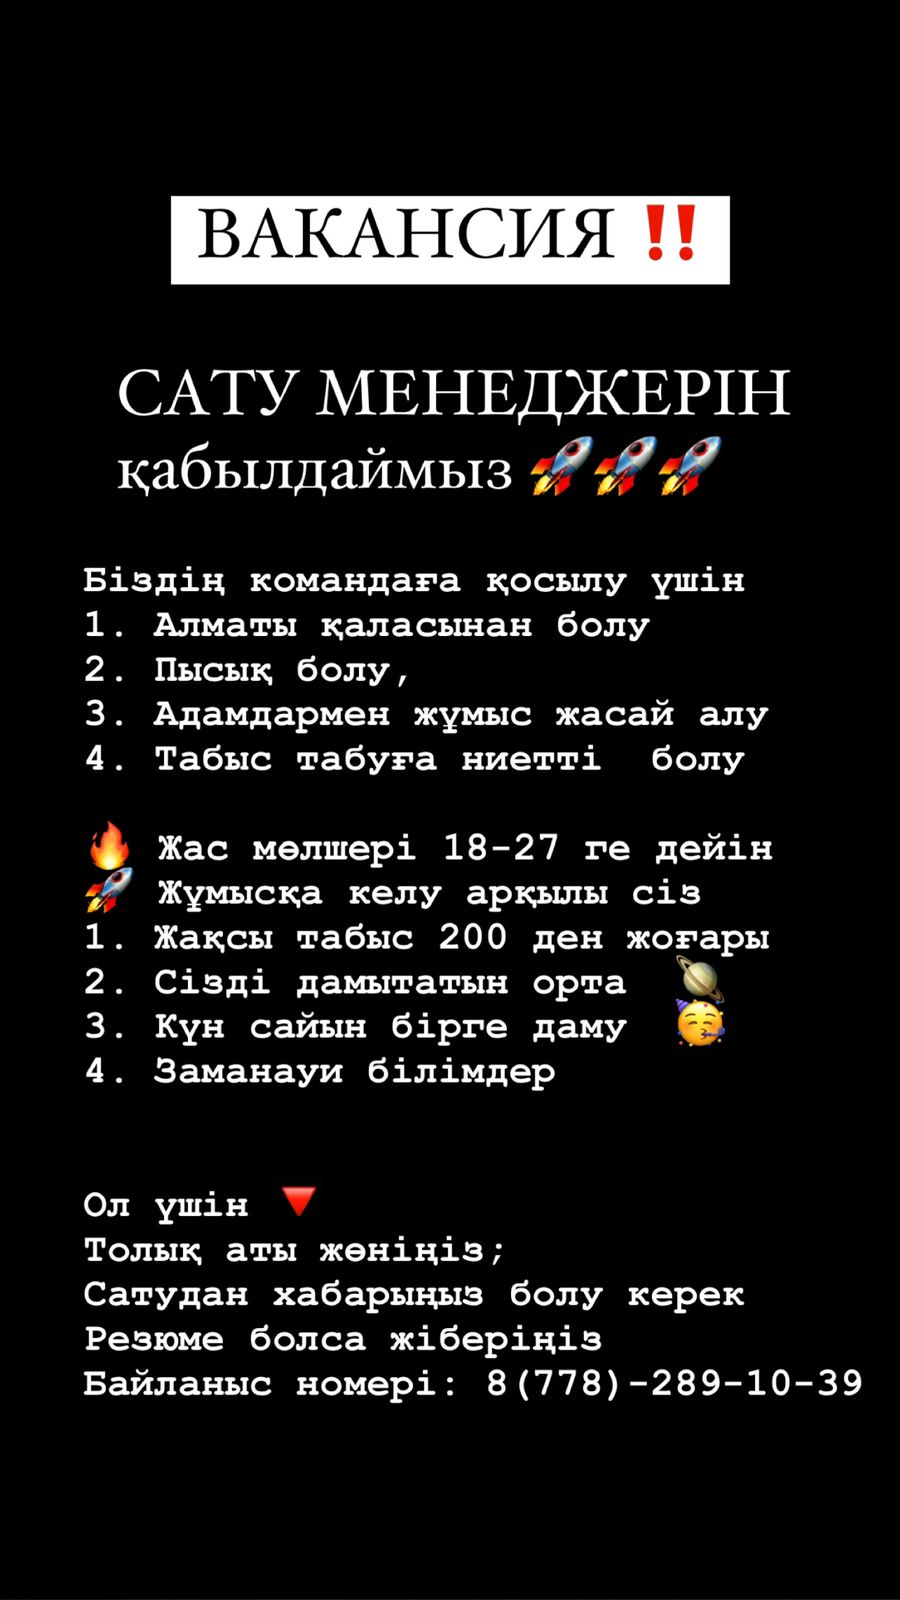 ВАКАНСИЯ ‼️
САТУ МЕНЕДЖЕРІН
қабылдаймыз 🚀🚀🚀
Біздің командаға қосылу үшін
1. Алматы қаласынан болу
2. Пысық болу,
3. Адамдармен жұмыс жасай алу
4. Табыс табуға ниетті  болу
🔥 Жас мөлшері 18-27 ге дейін
🚀 Жұмысқа келу арқылы сіз
1. Жақсы табыс 200 ден жоғары
2. Сізді дамытатын орта 🪐
3. Күн сайын бірге даму 🥳
4. Заманауи білімдер
Ол үшін 🔻
Толық аты жөніңіз;
Сатудан хабарыңыз болу керек
Резюме болса жіберіңіз
Байланыс номері: 8(778)-289-10-39